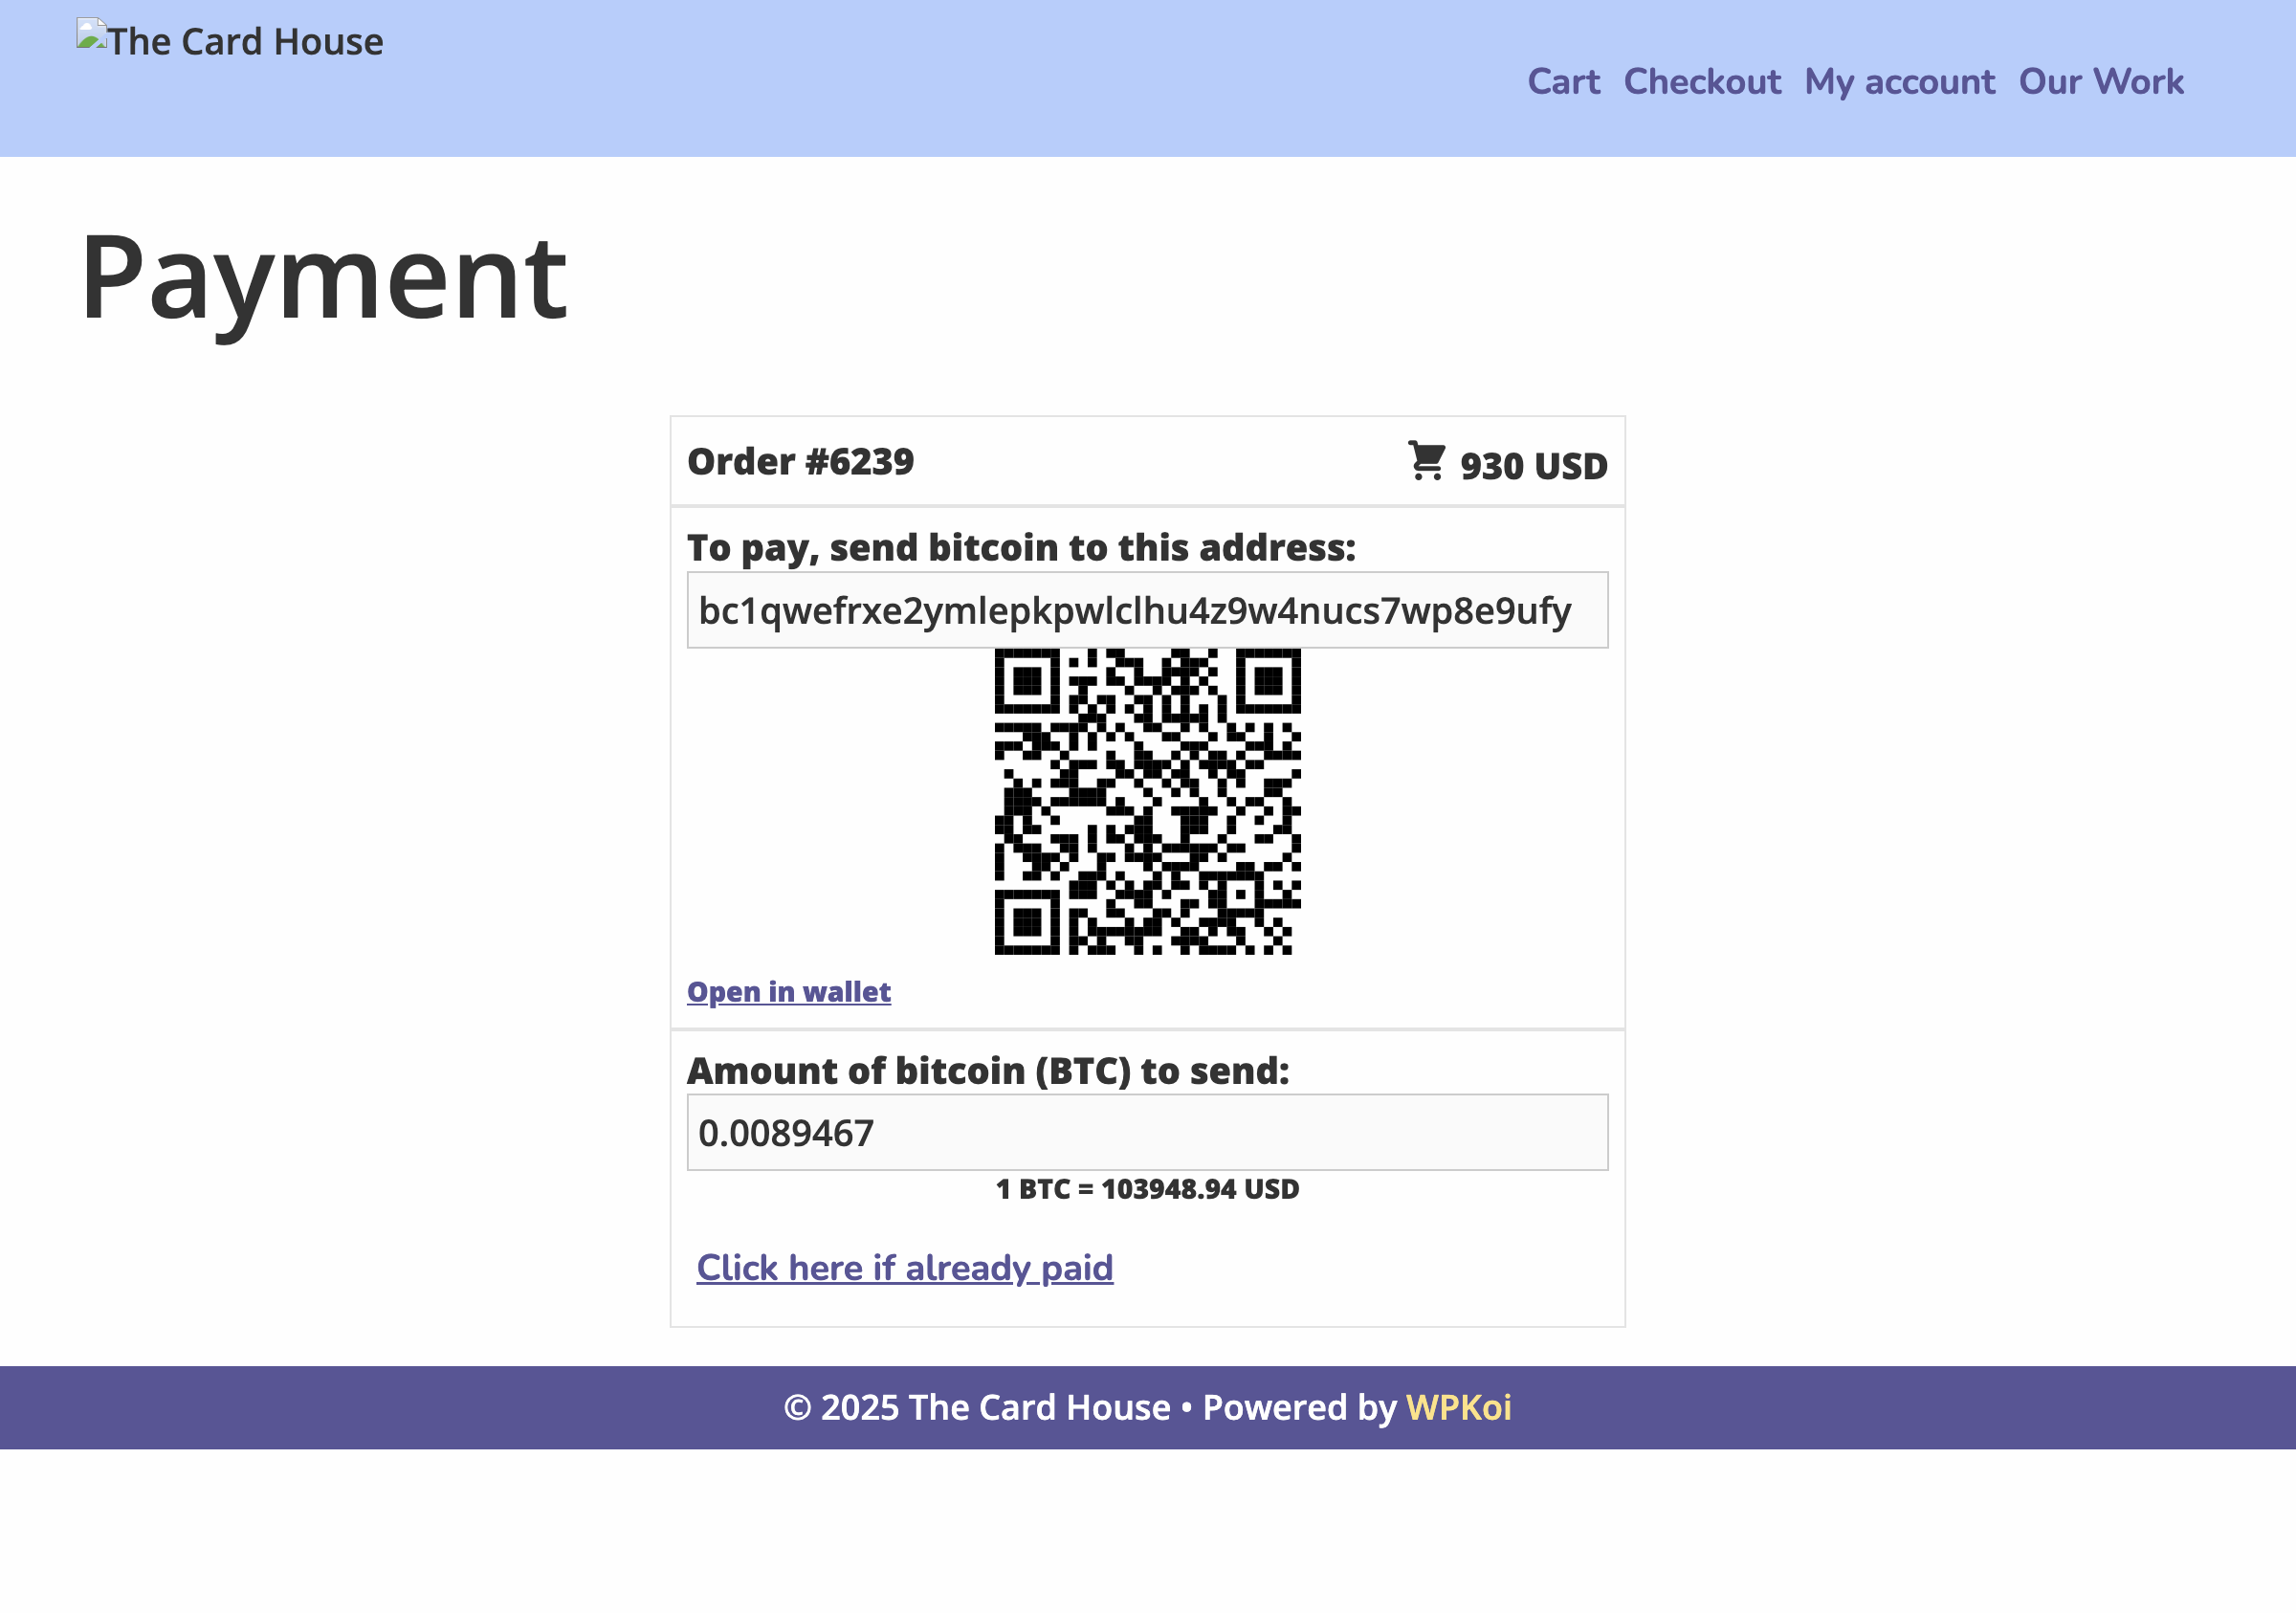 The Card House
Cart Checkout My account Our Work
Payment
Order #6239
930 USD
To pay, send bitcoin to this address:
bc1qwefrxe2ymlepkpwlclhu4z9w4nucs7wp8e9ufy
Open in wallet
Amount of bitcoin (BTC) to send:
0.0089467
1 BTC = 103948.94 USD
Click here if already paid
© 2025 The Card House • Powered by WPKoi